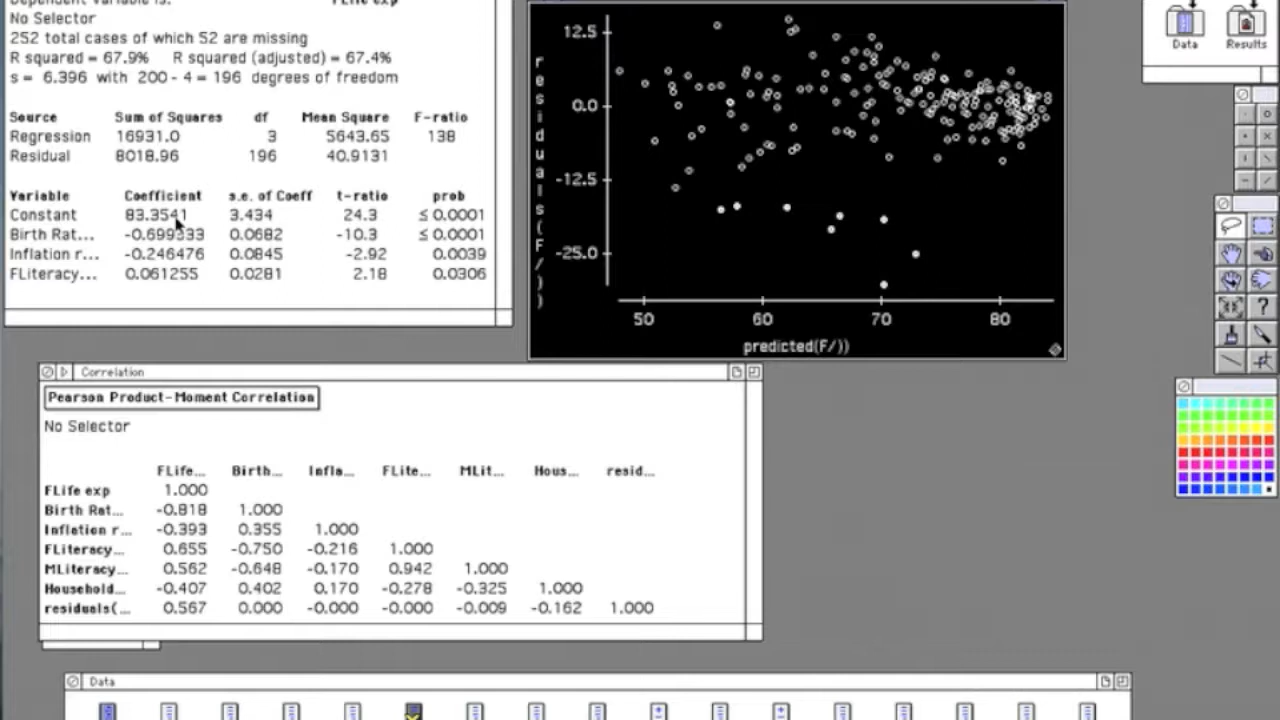 Dependent variable is: FLife exp
No Selector
252 total cases of which 52 are missing
R squared = 67.9% R squared (adjusted) = 67.4%
s = 6.396 with 200 - 4 = 196 degrees of freedom
Source Sum of Squares df Mean Square F-ratio
Regression 16931.0 3 5643.65 138
Residual 8018.96 196 40.9131
Variable Coefficient s.e. of Coeff t-ratio prob
Constant 83.3541 3.434 24.3 ≤ 0.0001
Birth Rat... -0.699333 0.0682 -10.3 ≤ 0.0001
Inflation r... -0.246476 0.0845 -2.92 0.0039
FLiteracy... 0.061255 0.0281 2.18 0.0306
residuals(F/))
12.5
0.0
-12.5
-25.0
50 60 70 80
predicted(F/))
Data Results
?
Correlation
Pearson Product-Moment Correlation
No Selector
FLife... Birth... Infla... FLite... MLit... Hous... resid...
FLife exp 1.000
Birth Rat... -0.818 1.000
Inflation r... -0.393 0.355 1.000
FLiteracy... 0.655 -0.750 -0.216 1.000
MLiteracy... 0.562 -0.648 -0.170 0.942 1.000
Household... -0.407 0.402 0.170 -0.278 -0.325 1.000
residuals(... 0.567 0.000 -0.000 -0.000 -0.009 -0.162 1.000
Data